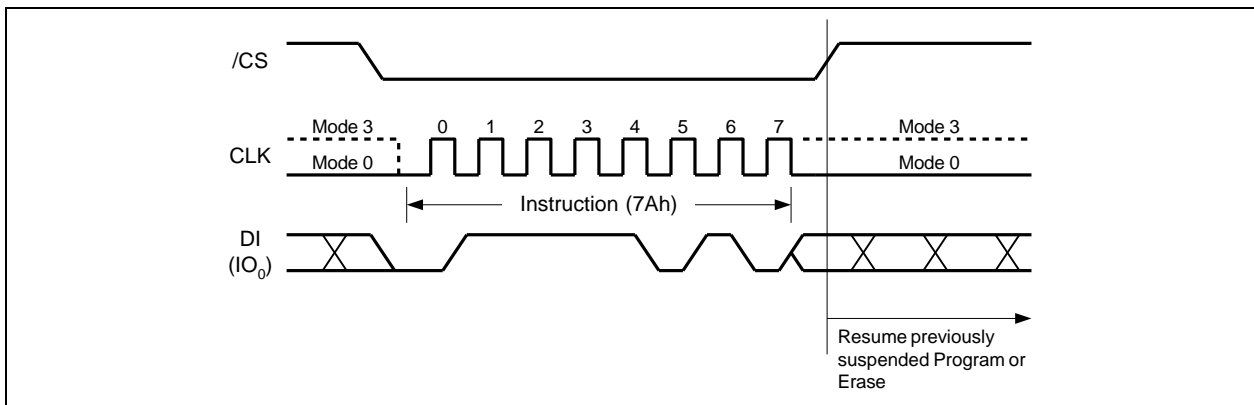 /CS
Mode 3 0 1 2 3 4 5 6 7 Mode 3
CLK
Mode 0 Mode 0
Instruction (7Ah)
DI
(IO0)
Resume previously
suspended Program or
Erase